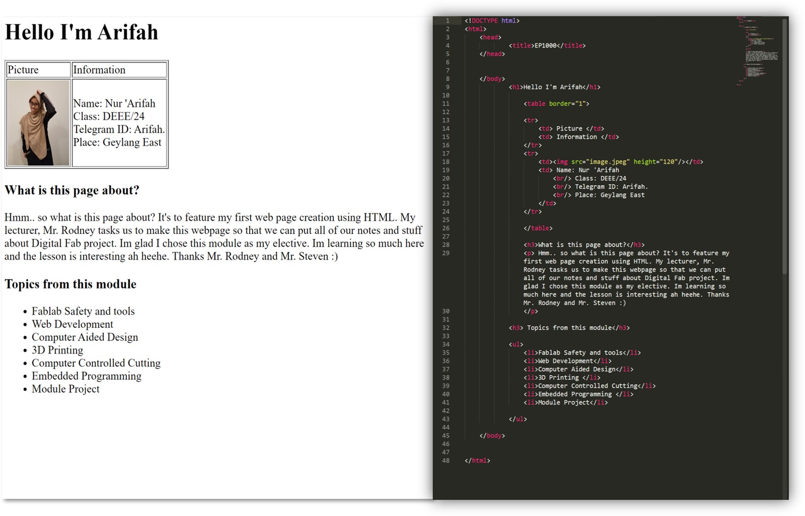 Hello I'm Arifah
Picture Information
Name: Nur 'Arifah
Class: DEEE/24
Telegram ID: Arifah.
Place: Geylang East
What is this page about?
Hmm.. so what is this page about? It's to feature my first web page creation using HTML. My
lecturer, Mr. Rodney tasks us to make this webpage so that we can put all of our notes and stuff
about Digital Fab project. Im glad I chose this module as my elective. Im learning so much here
and the lesson is interesting ah heehe. Thanks Mr. Rodney and Mr. Steven :)
Topics from this module
• Fablab Safety and tools
• Web Development
• Computer Aided Design
• 3D Printing
• Computer Controlled Cutting
• Embedded Programming
• Module Project
1 <!DOCTYPE html>
2 <html>
3 <head>
4 <title>EP1000</title>
5 </head>
6
7
8 </body>
9 <h1>Hello I'm Arifah</h1>
10
11 <table border="1">
12
13 <tr>
14 <td> Picture </td>
15 <td> Information </td>
16 </tr>
17 <tr>
18 <td><img src="image.jpeg" height="120"/></td>
19 <td> Name: Nur 'Arifah
20 <br/> Class: DEEE/24
21 <br/> Telegram ID: Arifah.
22 <br/> Place: Geylang East
23 </td>
24 </tr>
25
26 </table>
27
28 <h3>What is this page about?</h3>
29 <p> Hmm.. so what is this page about? It's to feature my
first web page creation using HTML. My lecturer, Mr.
Rodney tasks us to make this webpage so that we can put
all of our notes and stuff about Digital Fab project. Im
glad I chose this module as my elective. Im learning so
much here and the lesson is interesting ah heehe. Thanks
Mr. Rodney and Mr. Steven :)
30 </p>
31
32 <h3> Topics from this module</h3>
33
34 <ul>
35 <li>Fablab Safety and tools</li>
36 <li>Web Development</li>
37 <li>Computer Aided Design</li>
38 <li>3D Printing </li>
39 <li>Computer Controlled Cutting</li>
40 <li>Embedded Programming </li>
41 <li>Module Project</li>
42
43 </ul>
44
45 </body>
46
47
48 </html>